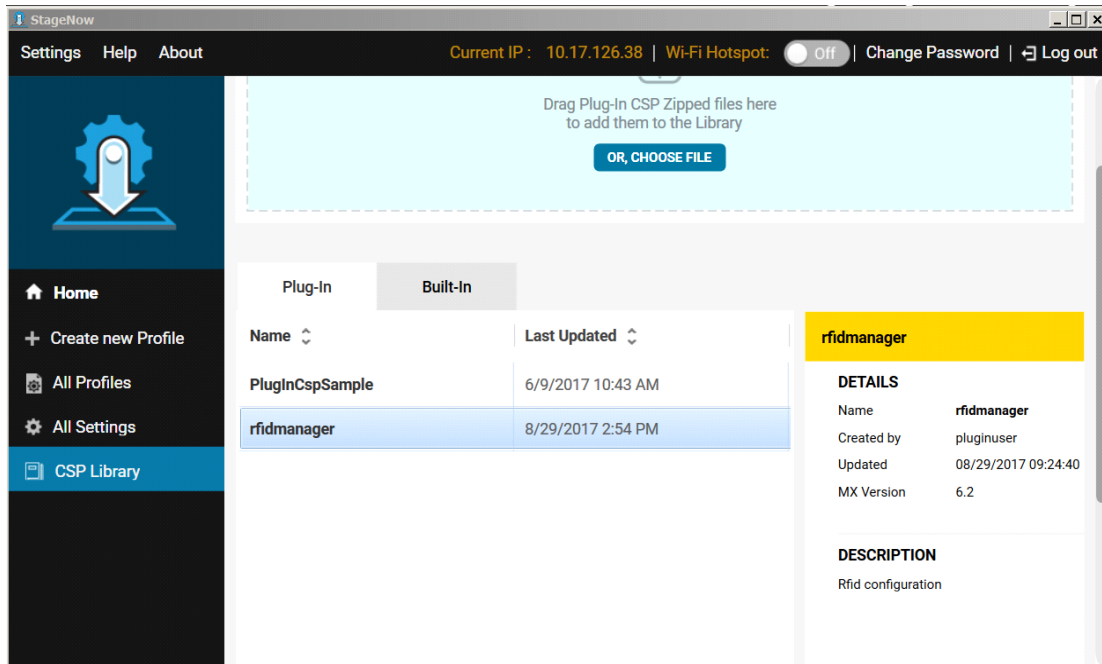 StageNow
Settings Help About Current IP : 10.17.126.38 | Wi-Fi Hotspot: Off | Change Password | Log out
Drag Plug-In CSP Zipped files here
to add them to the Library
OR, CHOOSE FILE
Home
Create new Profile
All Profiles
All Settings
CSP Library
Plug-In Built-In
Name Last Updated
PlugInCspSample 6/9/2017 10:43 AM
rfidmanager 8/29/2017 2:54 PM
rfidmanager
DETAILS
Name rfidmanager
Created by pluginuser
Updated 08/29/2017 09:24:40
MX Version 6.2
DESCRIPTION
Rfid configuration